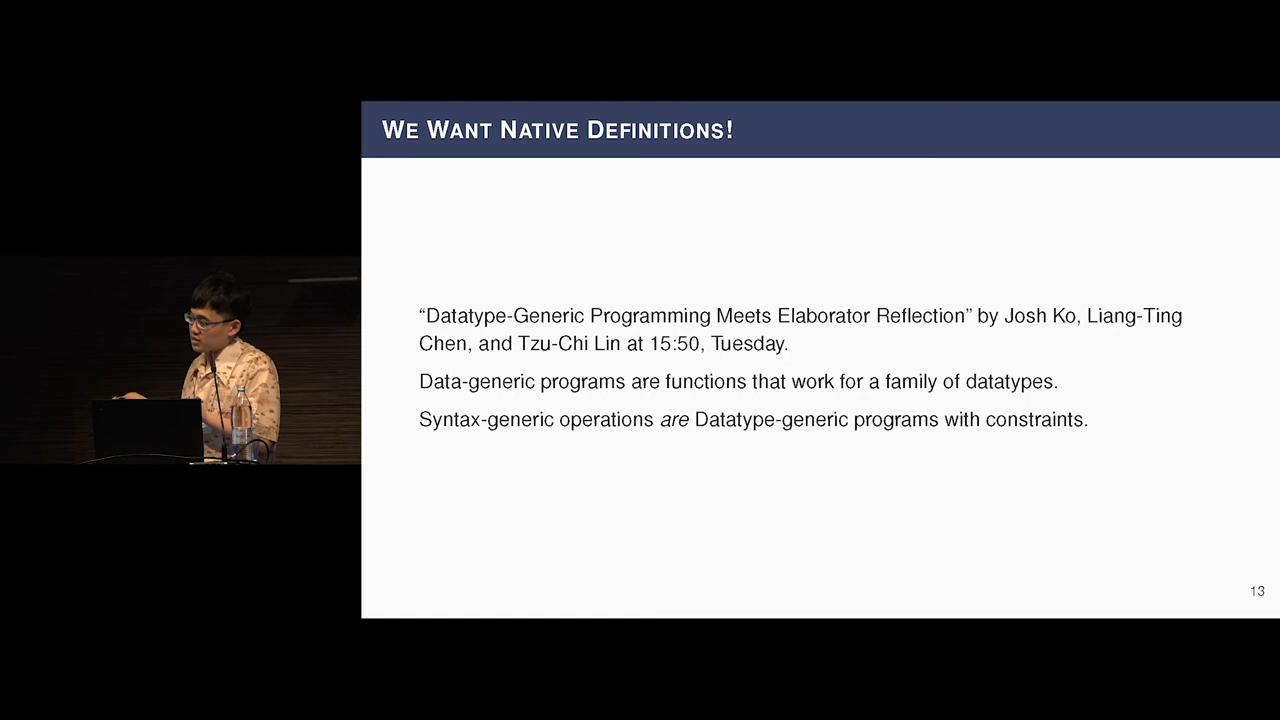 WE WANT NATIVE DEFINITIONS!
“Datatype-Generic Programming Meets Elaborator Reflection” by Josh Ko, Liang-Ting
Chen, and Tzu-Chi Lin at 15:50, Tuesday.
Data-generic programs are functions that work for a family of datatypes.
Syntax-generic operations are Datatype-generic programs with constraints.
13